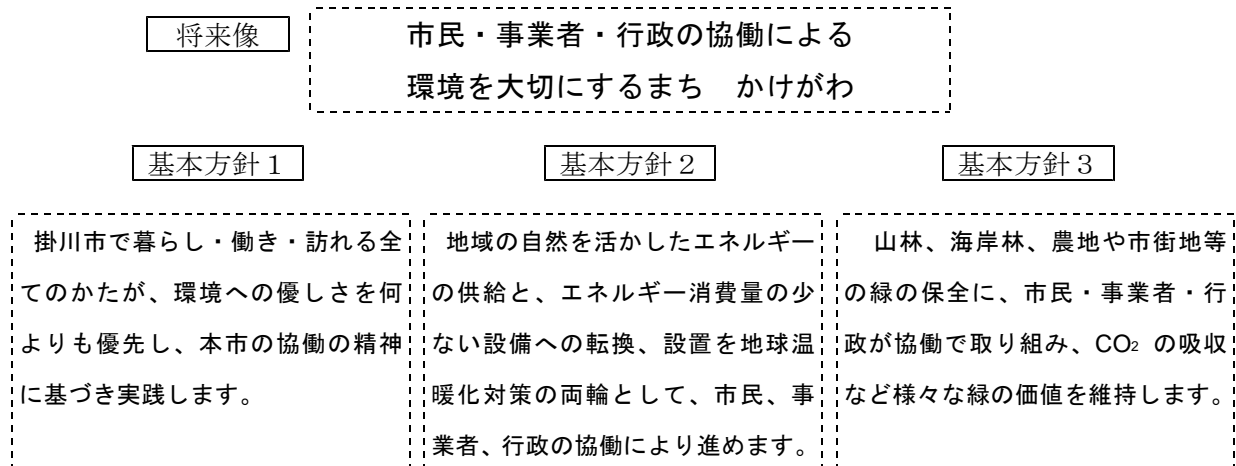 将来像
市民・事業者・行政の協働による
環境を大切にするまち　かけがわ
基本方針１
掛川市で暮らし・働き・訪れる全
てのかたが、環境への優しさを何
よりも優先し、本市の協働の精神
に基づき実践します。
基本方針２
地域の自然を活かしたエネルギー
の供給と、エネルギー消費量の少
ない設備への転換、設置を地球温
暖化対策の両輪として、市民、事
業者、行政の協働により進めます。
基本方針３
山林、海岸林、農地や市街地等
の緑の保全に、市民・事業者・行
政が協働で取り組み、CO₂ の吸収
など様々な緑の価値を維持します。